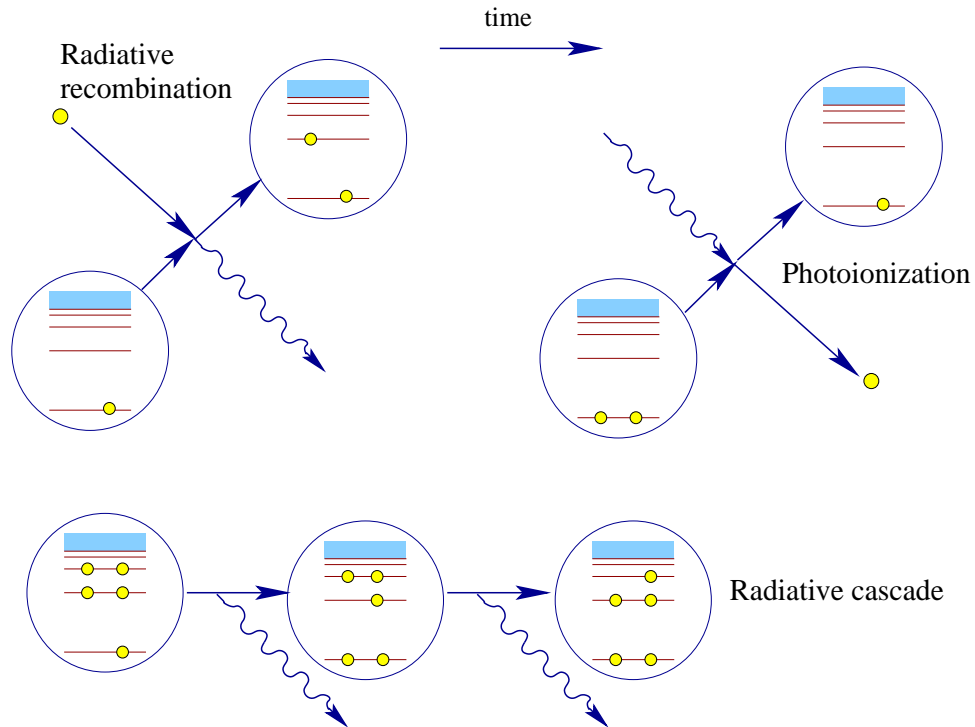 time
Radiative
recombination
Photoionization
Radiative cascade